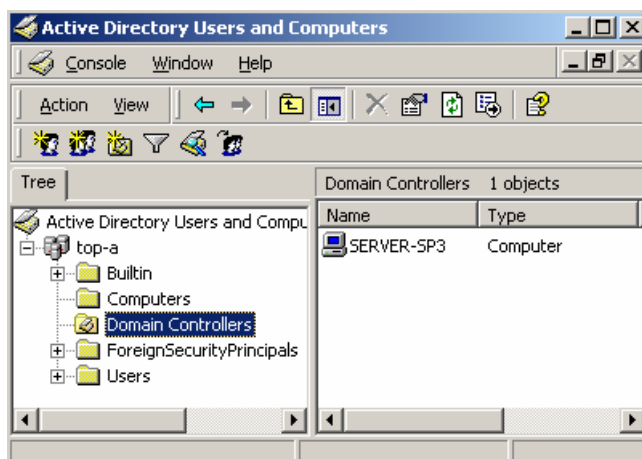 Active Directory Users and Computers
Console Window Help
Action View
Tree
Domain Controllers 1 objects
Active Directory Users and Compu
Name Type
top-a
SERVER-SP3 Computer
Builtin
Computers
Domain Controllers
ForeignSecurityPrincipals
Users